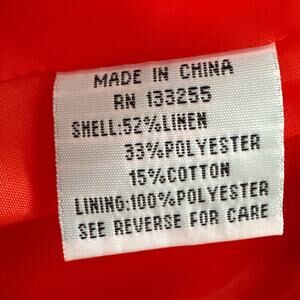 MADE IN CHINA
RN 133255
SHELL:52%LINEN
33%POLYESTER
15%COTTON
LINING:100%POLYESTER
SEE REVERSE FOR CARE